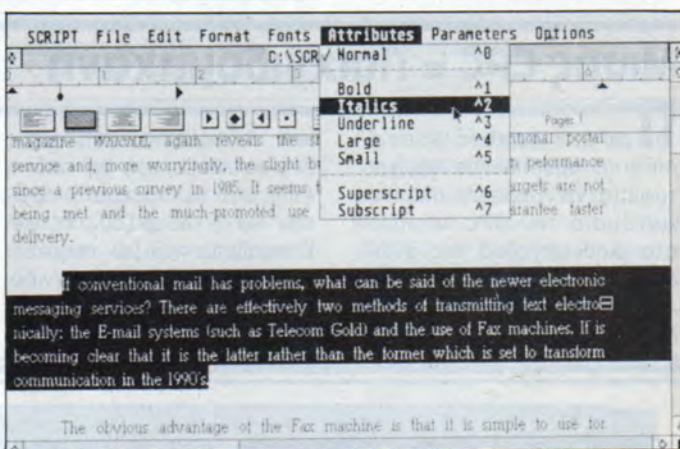 SCRIPT File Edit Format Fonts Attributes Parameters Options
C:\SCR
√ Normal ^0
Bold ^1
Italics ^2
Underline ^3
Large ^4
Small ^5
Superscript ^6
Subscript ^7
Page: 1
magazine again reveals the postal
service and, more worryingly, the slight peformance
since a previous survey in 1985. It seems are not
being met and the much-promoted use faster
delivery.
If conventional mail has problems, what can be said of the newer electronic
messaging services? There are effectively two methods of transmitting text electro
nically: the E-mail systems (such as Telecom Gold) and the use of Fax machines. It is
becoming clear that it is the latter rather than the former which is set to transform
communication in the 1990's.
The obvious advantage of the Fax machine is that it is simple to use for